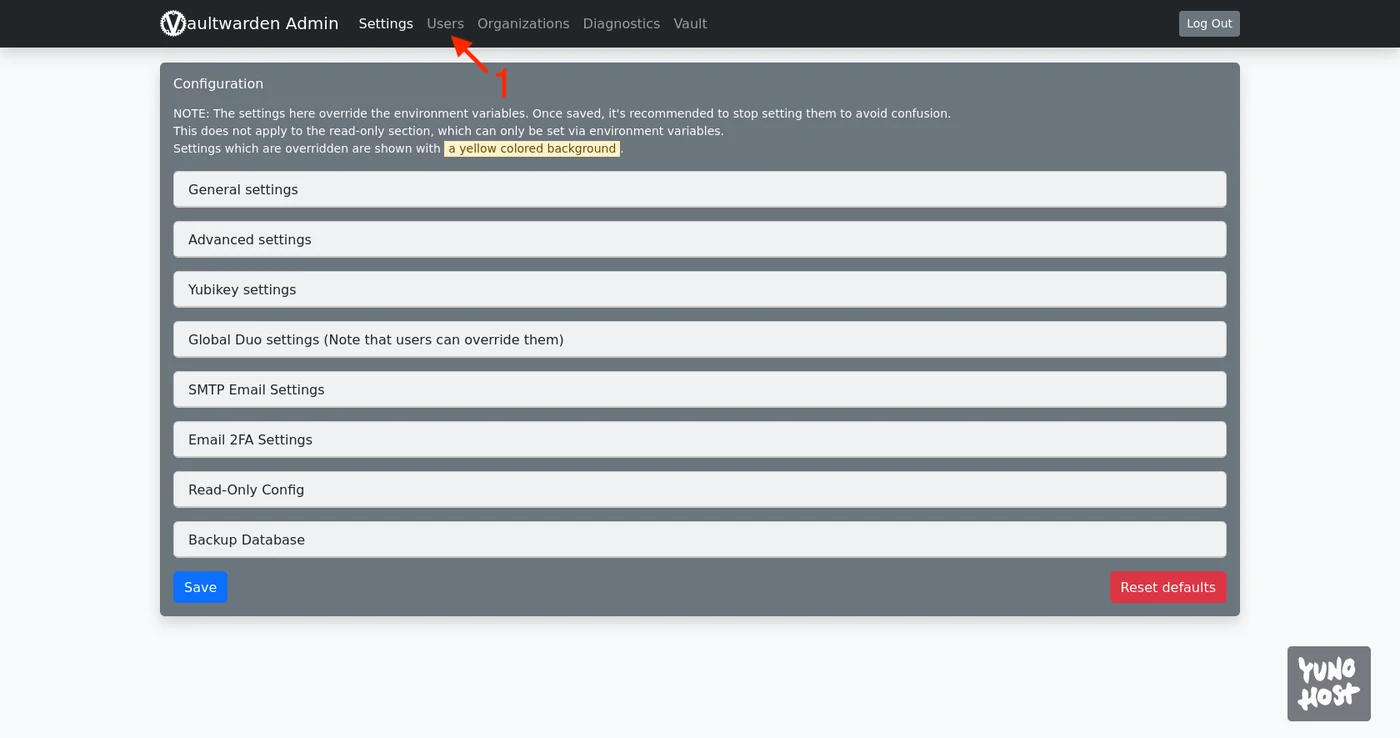 Vaultwarden Admin Settings Users Organizations Diagnostics Vault Log Out
1
Configuration
NOTE: The settings here override the environment variables. Once saved, it's recommended to stop setting them to avoid confusion.
This does not apply to the read-only section, which can only be set via environment variables.
Settings which are overridden are shown with a yellow colored background.
General settings
Advanced settings
Yubikey settings
Global Duo settings (Note that users can override them)
SMTP Email Settings
Email 2FA Settings
Read-Only Config
Backup Database
Save Reset defaults
YUNO
HOST